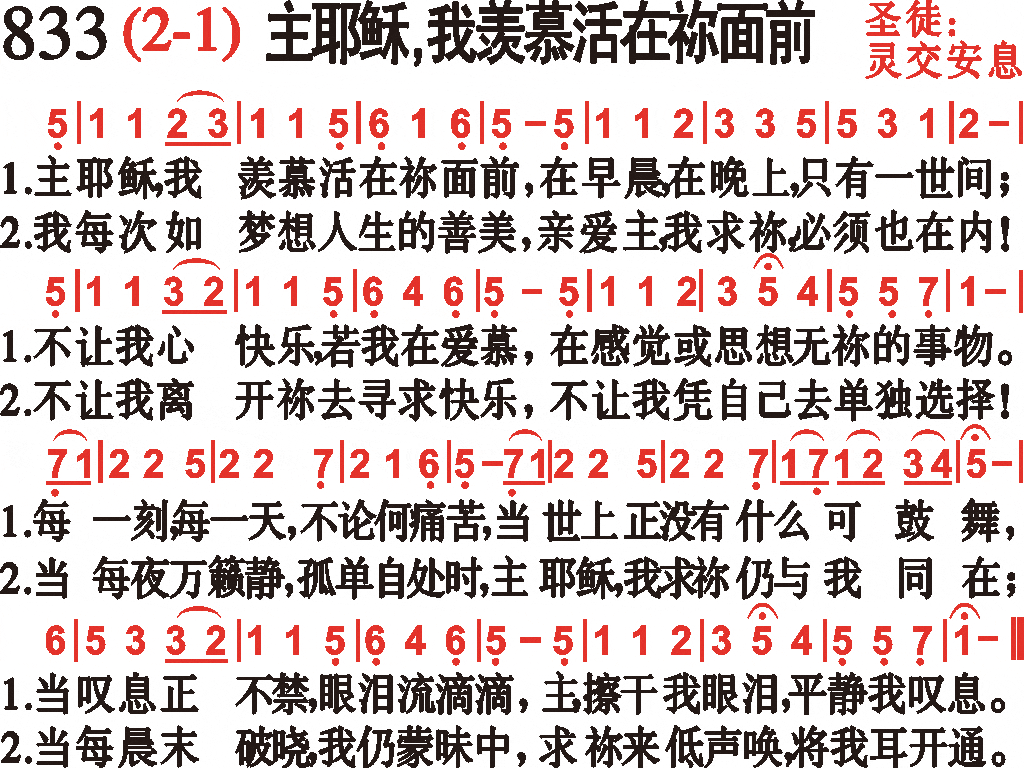 833 (2-1) 主耶稣,我羡慕活在祢面前 圣徒:
灵交安息
5|1 1 2 3|1 1 5|6 1 6|5 – 5|1 1 2|3 3 5|5 3 1|2 –|
1.主耶稣,我 羡慕活在祢面前,在早晨,在晚上,只有一世间;
2.我每次如 梦想人生的善美,亲爱主,我求祢,必须也在内!
5|1 1 3 2|1 1 5|6 4 6|5 – 5|1 1 2|3 5 4|5 5 7|1 –|
1.不让我心 快乐,若我在爱慕, 在感觉或思想无祢的事物。
2.不让我离 开祢去寻求快乐, 不让我凭自己去单独选择!
7 1|2 2 5|2 2 7|2 1 6|5 – 7 1|2 2 5|2 2 7|1 7 1 2 3 4|5 –|
1.每 一刻,每一天,不论何痛苦,当 世上正没有什么可 鼓 舞,
2.当 每夜万籁静,孤单自处时,主 耶稣,我求祢仍与我 同 在;
6|5 3 3 2|1 1 5|6 4 6|5 – 5|1 1 2|3 5 4|5 5 7|1 –‖
1.当叹息正 不禁,眼泪流滴滴, 主,擦干我眼泪,平静我叹息。
2.当每晨末 破晓,我仍蒙昧中, 求祢来低声唤,将我耳开通。